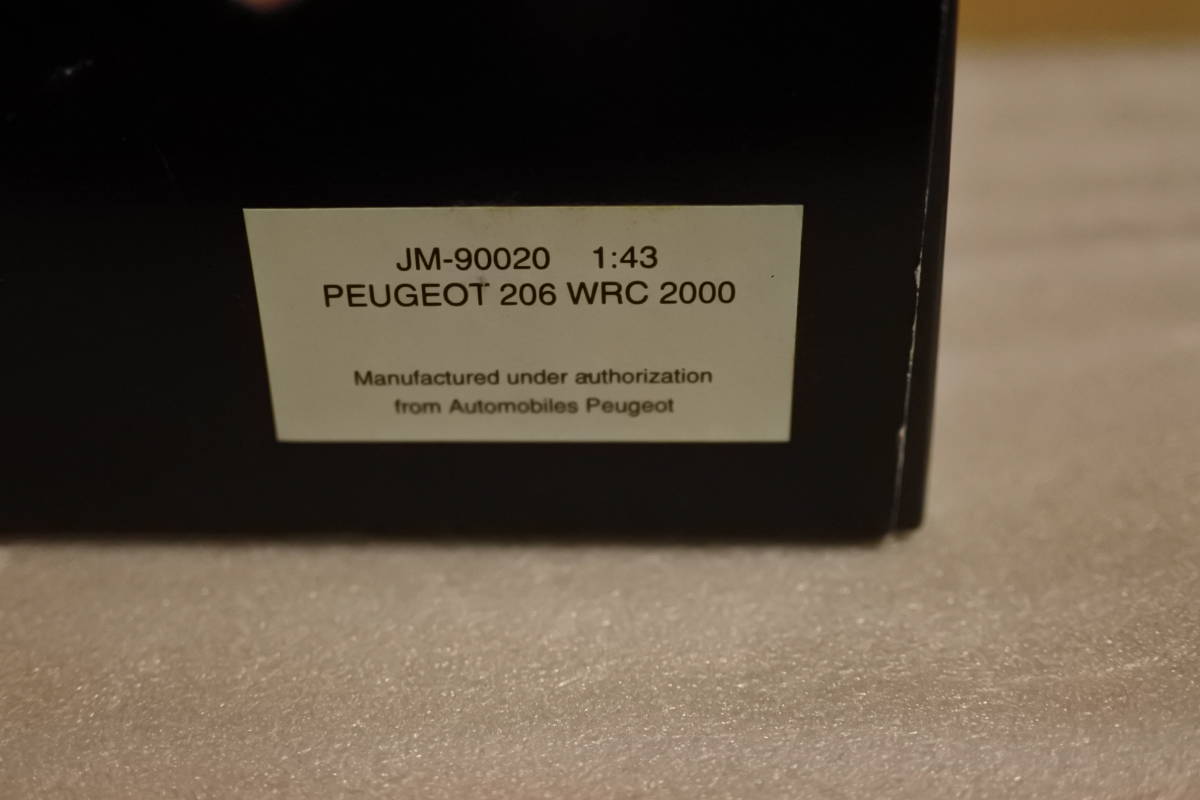 JM-90020 1:43
PEUGEOT 206 WRC 2000
Manufactured under authorization
from Automobiles Peugeot